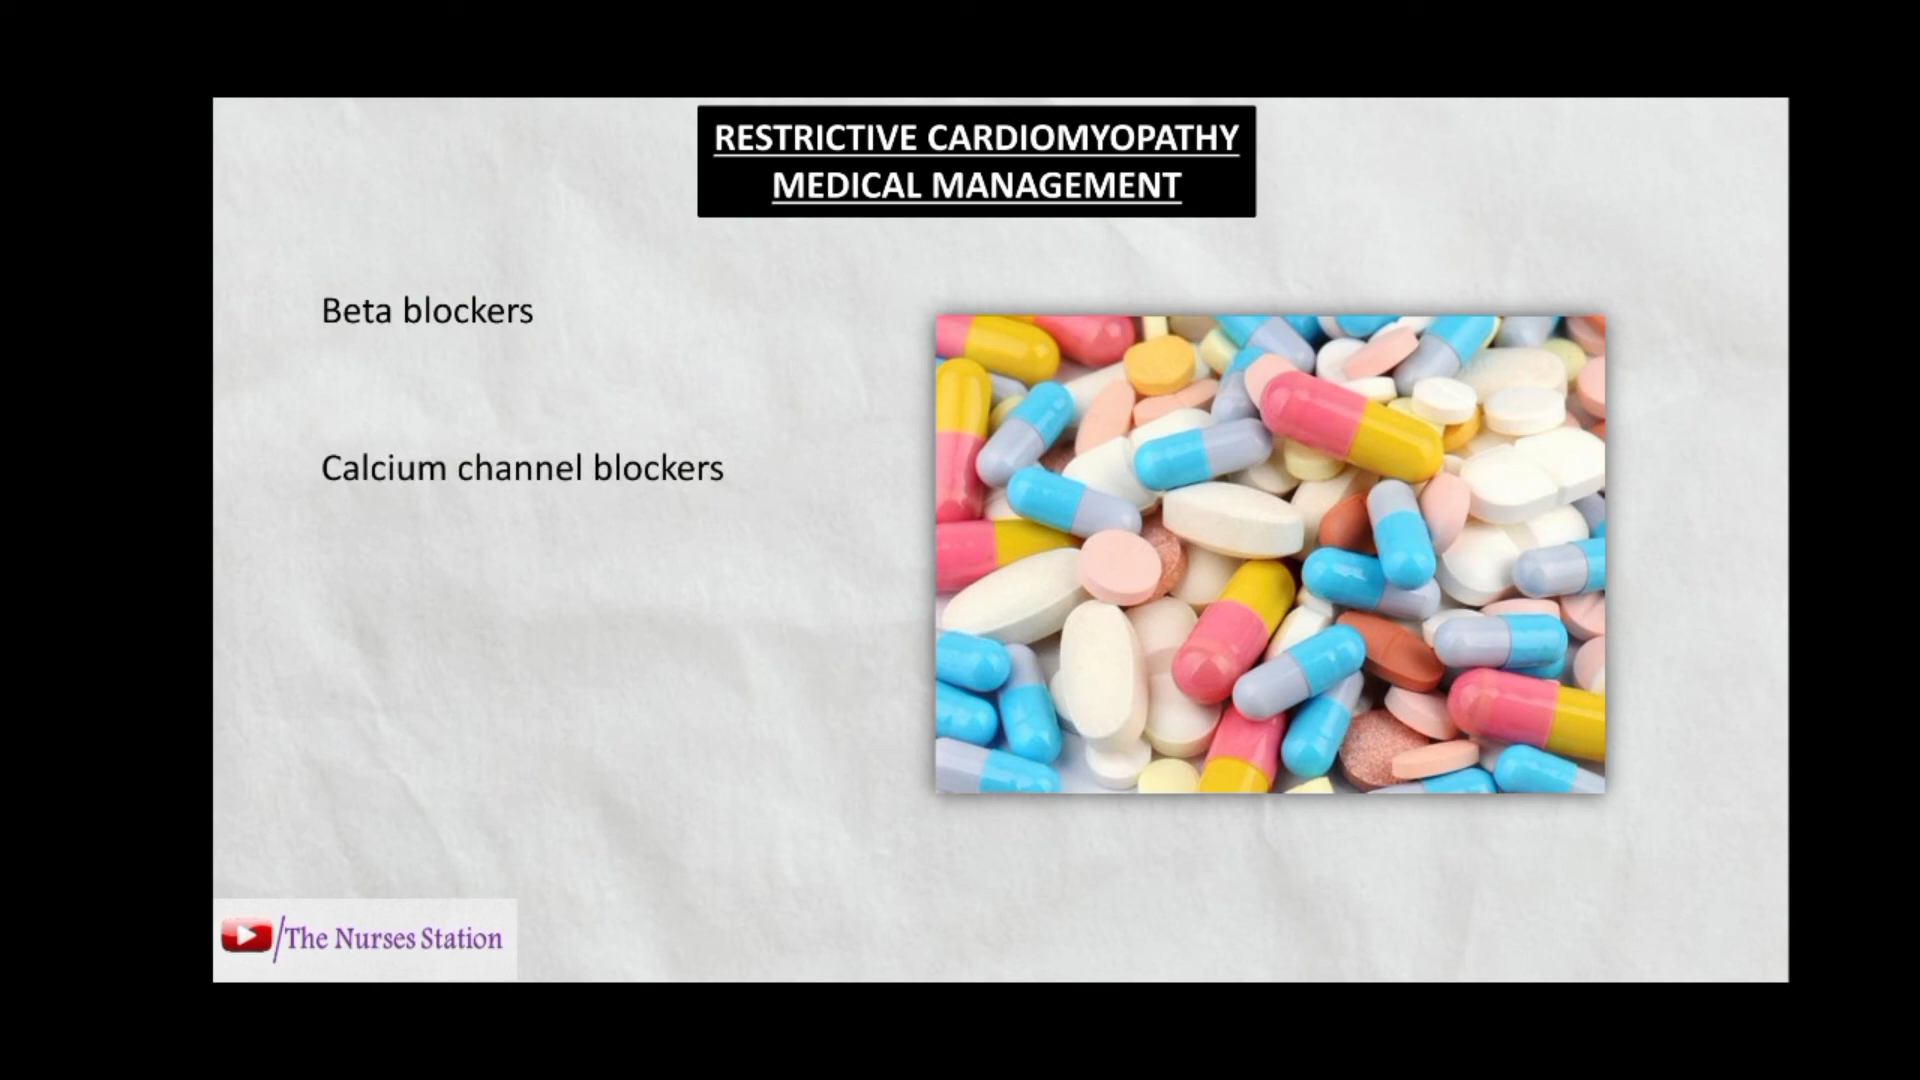 RESTRICTIVE CARDIOMYOPATHY
MEDICAL MANAGEMENT
Beta blockers
Calcium channel blockers
/The Nurses Station